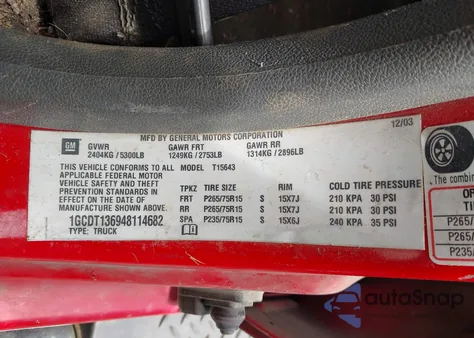 12/03
MFD BY GENERAL MOTORS CORPORATION
GM GVWR GAWR FRT GAWR RR
2404KG / 5300LB 1249KG / 2753LB 1314KG / 2896LB
THIS VEHICLE CONFORMS TO ALL APPLICABLE FEDERAL MOTOR VEHICLE SAFETY AND THEFT PREVENTION STANDARDS IN EFFECT ON THE DATE OF MANUFACTURE SHOWN ABOVE.
1GCDT136948114682
TYPE: TRUCK
MODEL T15643
TPKZ TIRE SIZE RIM COLD TIRE PRESSURE
FRT P265/75R15 S 15X7J 210 KPA 30 PSI
RR P265/75R15 S 15X7J 210 KPA 30 PSI
SPA P235/75R15 S 15X6J 240 KPA 35 PSI
The combin
OR
TI
P265/
P265/
P235/
autoSnap